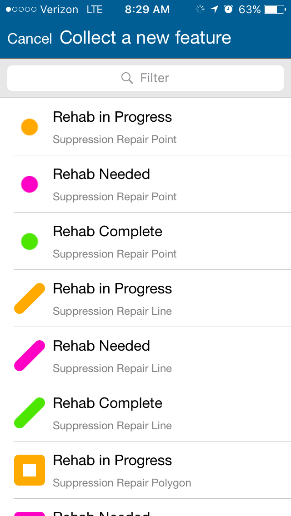 Verizon LTE 8:29 AM 63%
Cancel Collect a new feature
Filter
Rehab in Progress
Suppression Repair Point
Rehab Needed
Suppression Repair Point
Rehab Complete
Suppression Repair Point
Rehab in Progress
Suppression Repair Line
Rehab Needed
Suppression Repair Line
Rehab Complete
Suppression Repair Line
Rehab in Progress
Suppression Repair Polygon
Rehab Needed